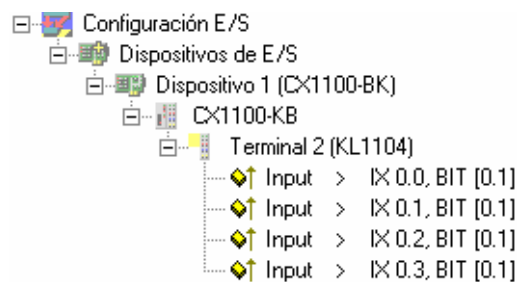 Configuración E/S
Dispositivos de E/S
Dispositivo 1 (CX1100-BK)
CX1100-KB
Terminal 2 (KL1104)
Input > IX 0.0, BIT [0.1]
Input > IX 0.1, BIT [0.1]
Input > IX 0.2, BIT [0.1]
Input > IX 0.3, BIT [0.1]